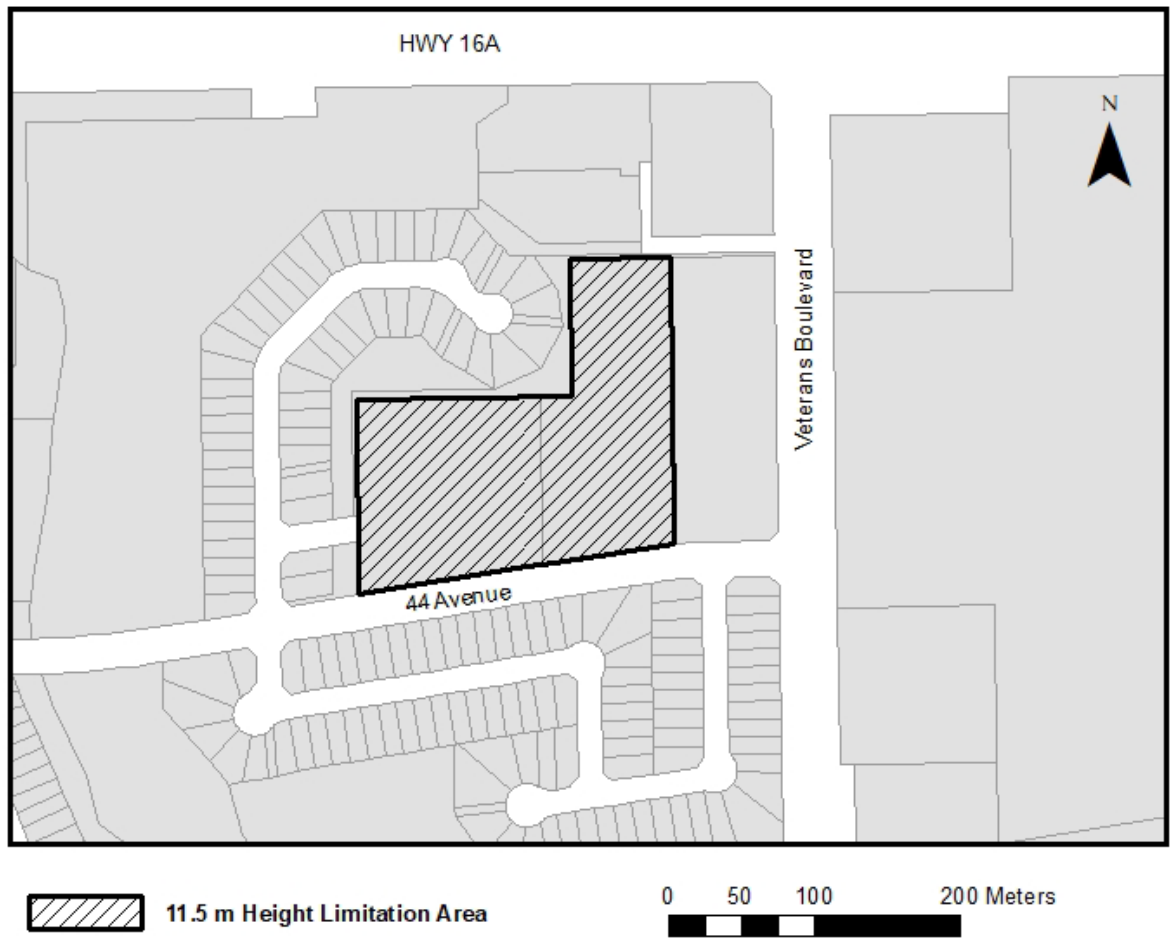 HWY 16A
N
Veterans Boulevard
44 Avenue
11.5 m Height Limitation Area
0 50 100 200 Meters